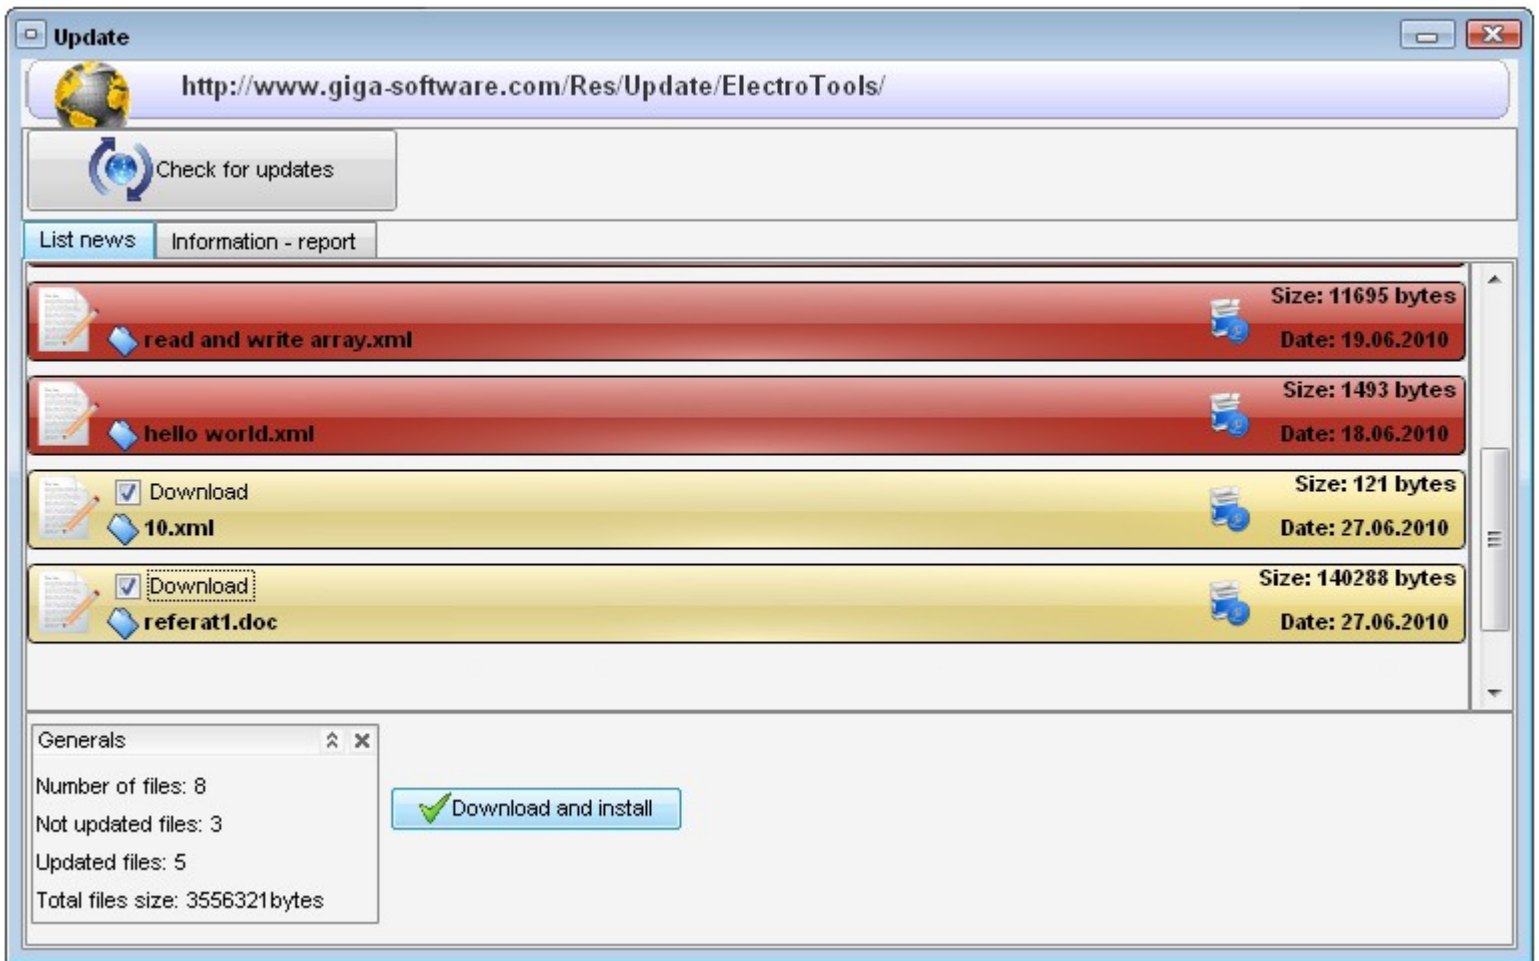 Update
http://www.giga-software.com/Res/Update/ElectroTools/
Check for updates
List news
Information - report
Size: 11695 bytes
read and write array.xml
Date: 19.06.2010
Size: 1493 bytes
hello world.xml
Date: 18.06.2010
Download
Size: 121 bytes
10.xml
Date: 27.06.2010
Download
Size: 140288 bytes
referat1.doc
Date: 27.06.2010
Generals
Number of files: 8
Not updated files: 3
Updated files: 5
Total files size: 3556321bytes
Download and install